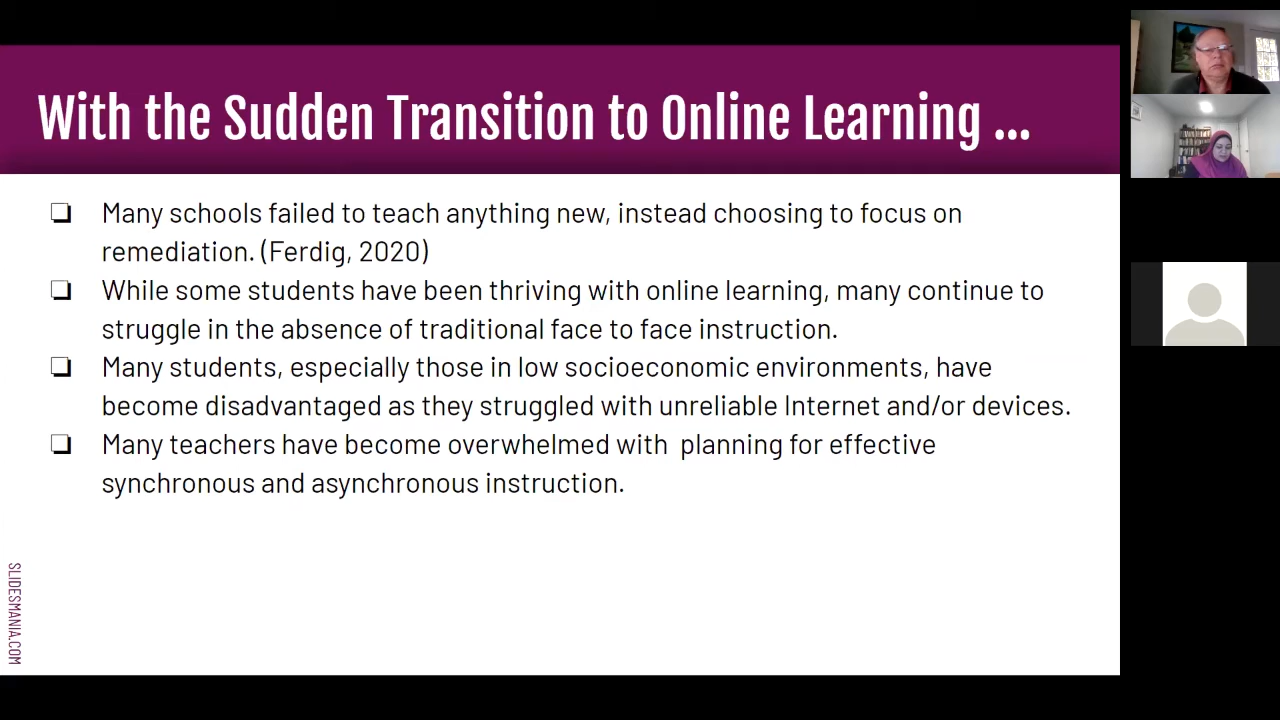 With the Sudden Transition to Online Learning ...
❏ Many schools failed to teach anything new, instead choosing to focus on
remediation. (Ferdig, 2020)
❏ While some students have been thriving with online learning, many continue to
struggle in the absence of traditional face to face instruction.
❏ Many students, especially those in low socioeconomic environments, have
become disadvantaged as they struggled with unreliable Internet and/or devices.
❏ Many teachers have become overwhelmed with  planning for effective
synchronous and asynchronous instruction.
SLIDESMANIA.COM